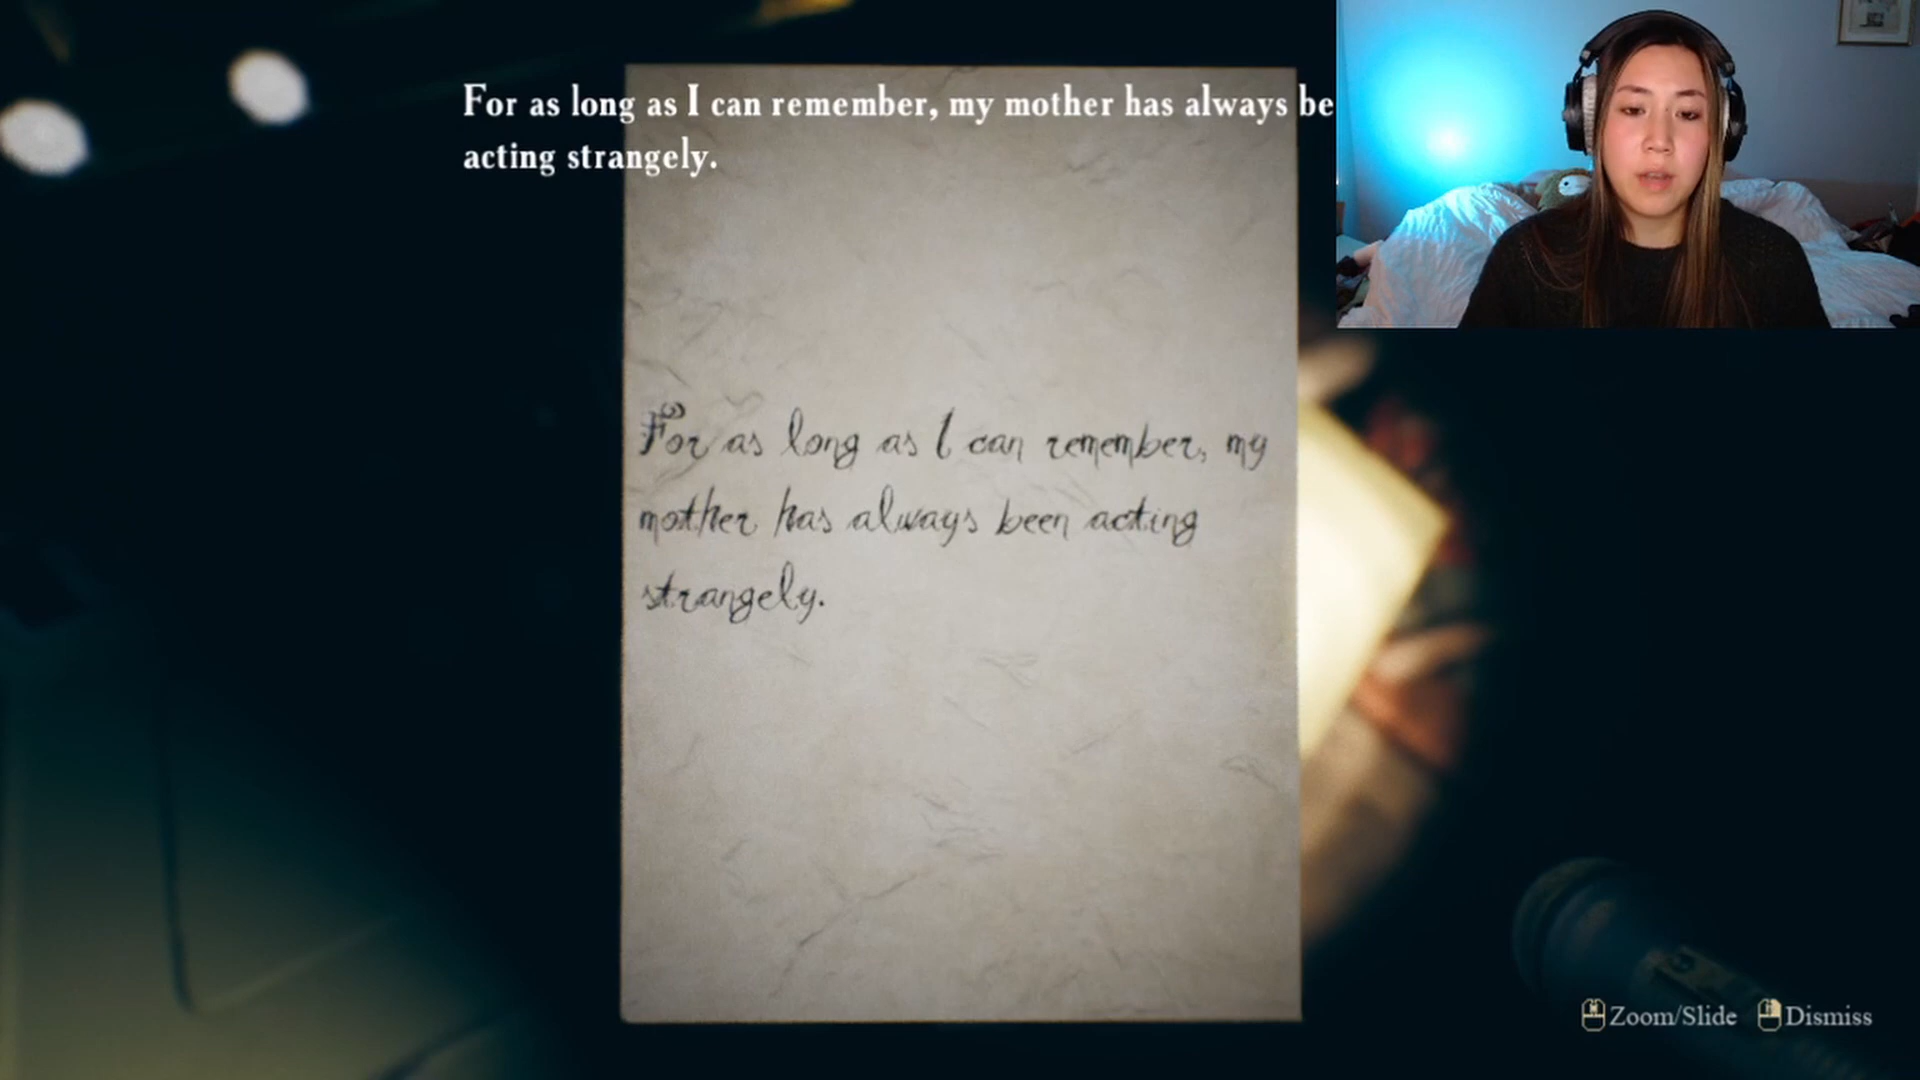 For as long as I can remember, my mother has always be
acting strangely.
For as long as I can remember, my
mother has always been acting
strangely.
Zoom/Slide Dismiss